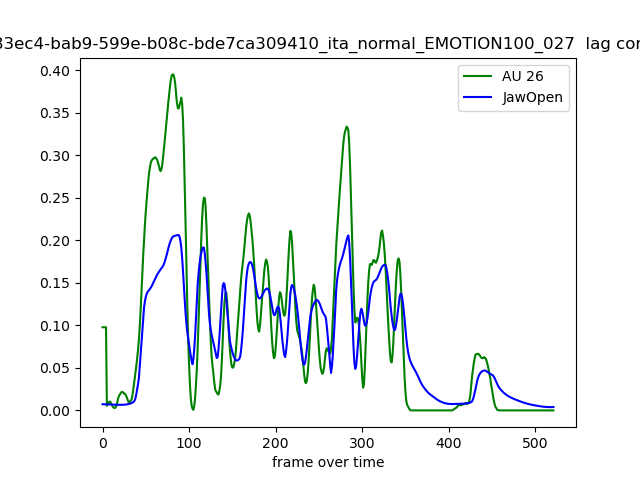 33ec4-bab9-599e-b08c-bde7ca309410_ita_normal_EMOTION100_027 lag cor
AU 26
JawOpen
0.40
0.35
0.30
0.25
0.20
0.15
0.10
0.05
0.00
0 100 200 300 400 500
frame over time